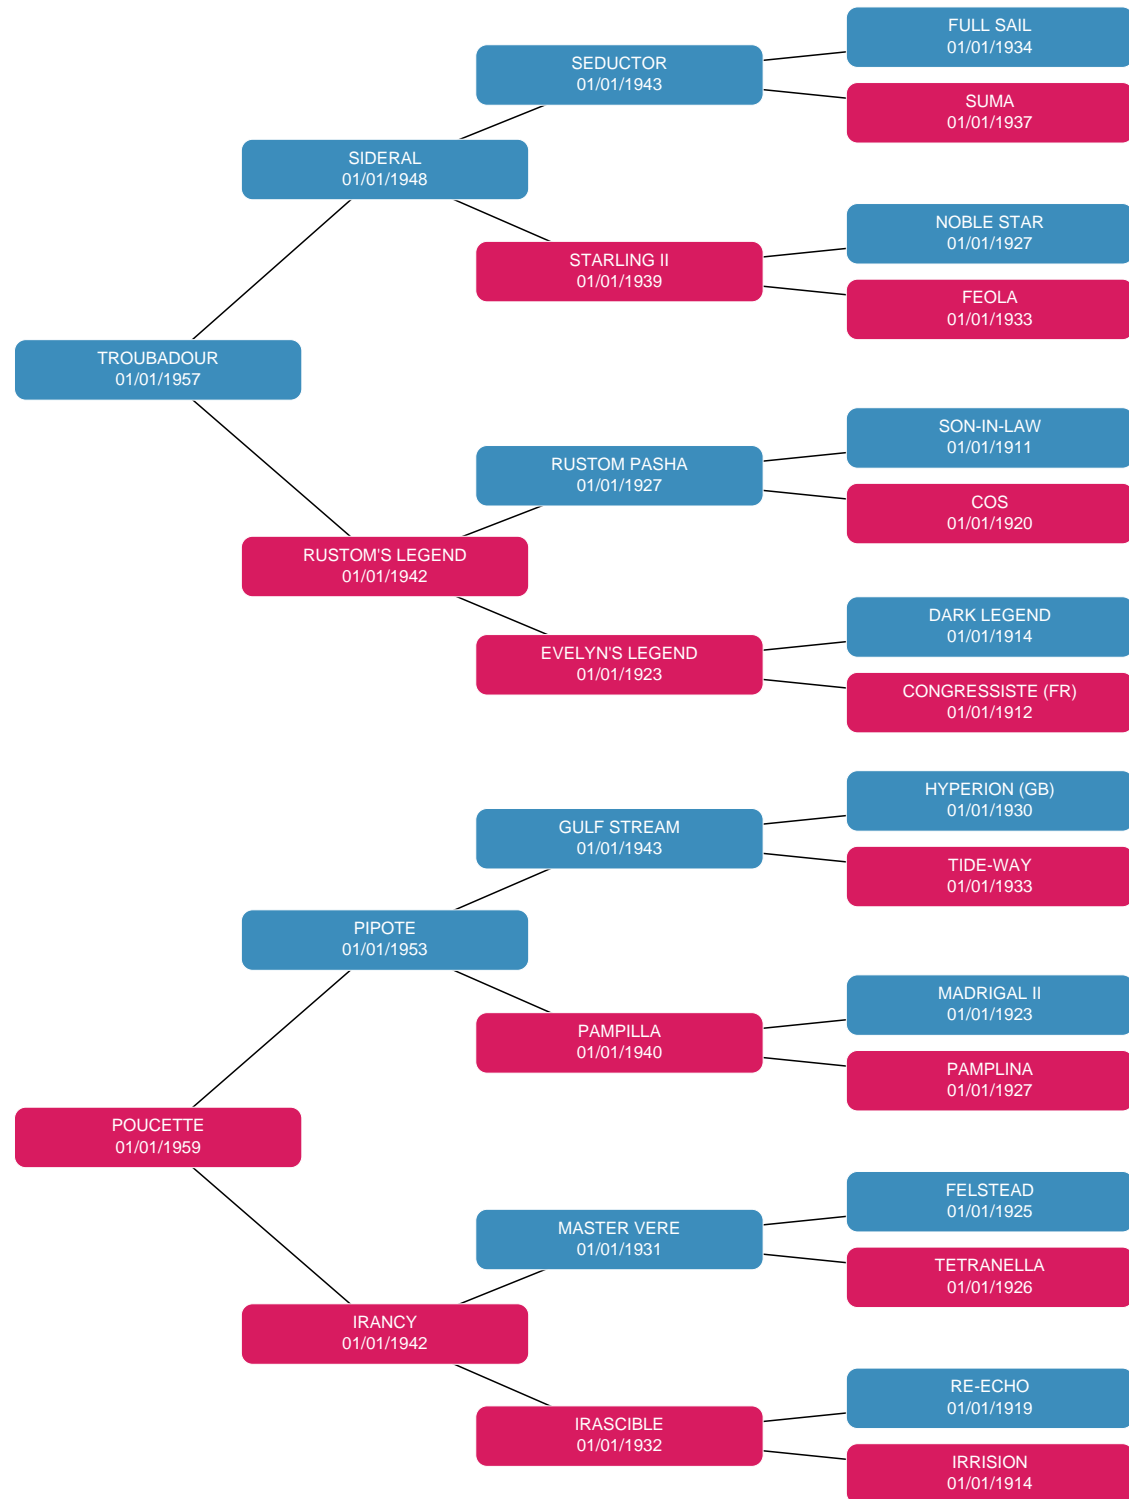 FULL SAIL
01/01/1934
SEDUCTOR
01/01/1943
SUMA
01/01/1937
SIDERAL
01/01/1948
NOBLE STAR
01/01/1927
STARLING II
01/01/1939
FEOLA
01/01/1933
TROUBADOUR
01/01/1957
SON-IN-LAW
01/01/1911
RUSTOM PASHA
01/01/1927
COS
01/01/1920
RUSTOM'S LEGEND
01/01/1942
DARK LEGEND
01/01/1914
EVELYN'S LEGEND
01/01/1923
CONGRESSISTE (FR)
01/01/1912
HYPERION (GB)
01/01/1930
GULF STREAM
01/01/1943
TIDE-WAY
01/01/1933
PIPOTE
01/01/1953
MADRIGAL II
01/01/1923
PAMPILLA
01/01/1940
PAMPLINA
01/01/1927
POUCETTE
01/01/1959
FELSTEAD
01/01/1925
MASTER VERE
01/01/1931
TETRANELLA
01/01/1926
IRANCY
01/01/1942
RE-ECHO
01/01/1919
IRASCIBLE
01/01/1932
IRRISION
01/01/1914